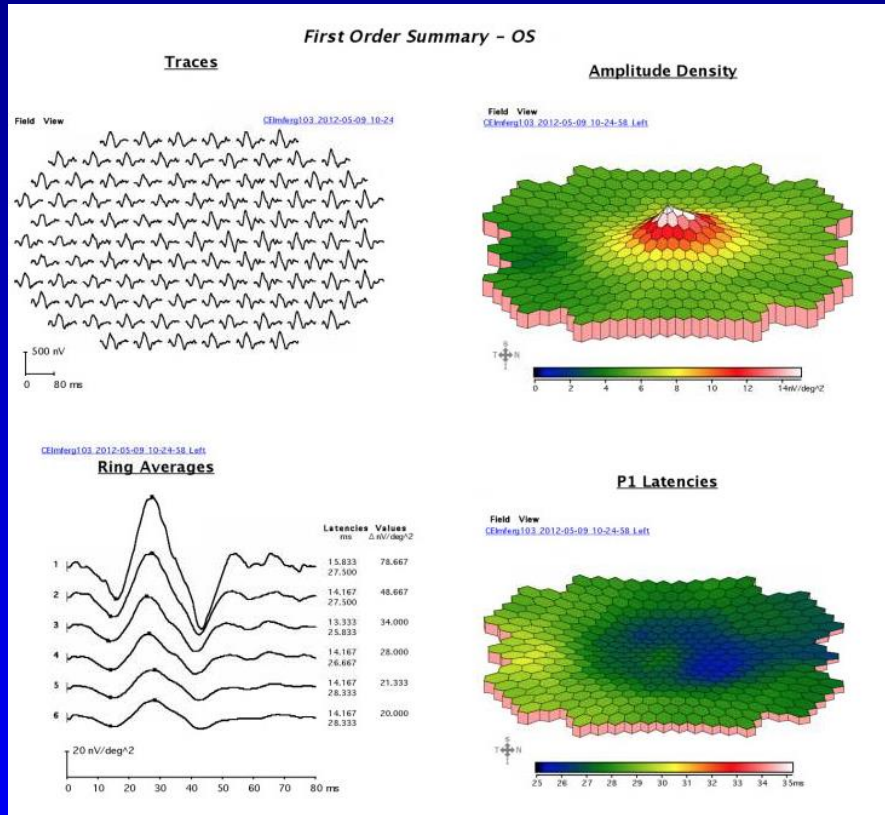 First Order Summary – OS
Traces
Field View
CElmferg103 2012-05-09 10-24
500 nV
0 80 ms
Amplitude Density
Field View
CElmferg103 2012-05-09 10-24-58 Left
T N
0 2 4 6 8 10 12 14nV/deg^2
CElmferg103 2012-05-09 10-24-58 Left
Ring Averages
Latencies Values
ms Δ nV/deg^2
1 15.833 78.667
27.500
2 14.167 48.667
27.500
3 13.333 34.000
25.833
4 14.167 28.000
26.667
5 14.167 21.333
28.333
6 14.167 20.000
28.333
20 nV/deg^2
0 10 20 30 40 50 60 70 80 ms
P1 Latencies
Field View
CElmferg103 2012-05-09 10-24-58 Left
T N
25 26 27 28 29 30 31 32 33 34 35ms